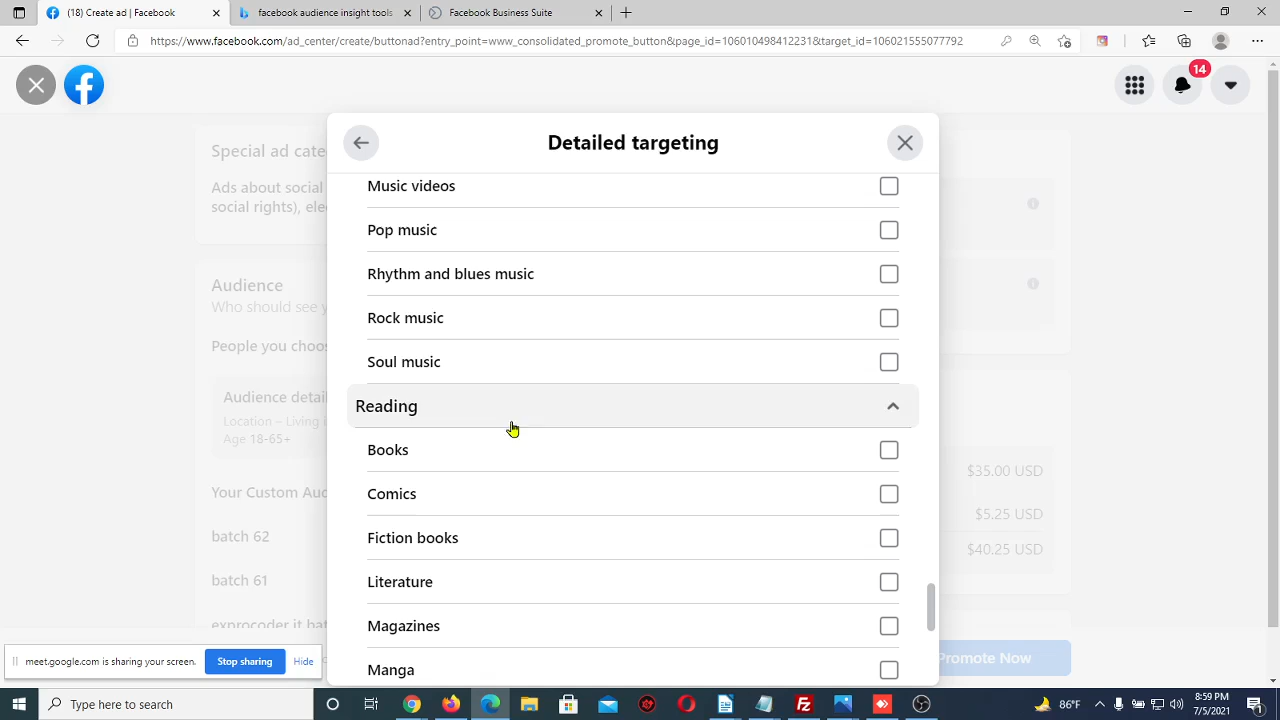 (18) Create ad | Facebook
facebook audience insights tool
Facebook Business Suite
https://www.facebook.com/ad_center/create/buttonad?entry_point=www_consolidated_promote_button&page_id=106010498412231&target_id=106021555077792
14
Detailed targeting
Special ad cate
Ads about social
social rights), ele
Music videos
Pop music
Rhythm and blues music
Rock music
Soul music
Reading
Books
Comics
Fiction books
Literature
Magazines
Manga
Audience
Who should see y
People you choos
Audience detail
Location – Living i
Age 18-65+
Your Custom Aud
batch 62
batch 61
exprocoder it bat
$35.00 USD
$5.25 USD
$40.25 USD
Promote Now
meet.google.com is sharing your screen.
Stop sharing
Hide
Type here to search
86°F
8:59 PM
7/5/2021